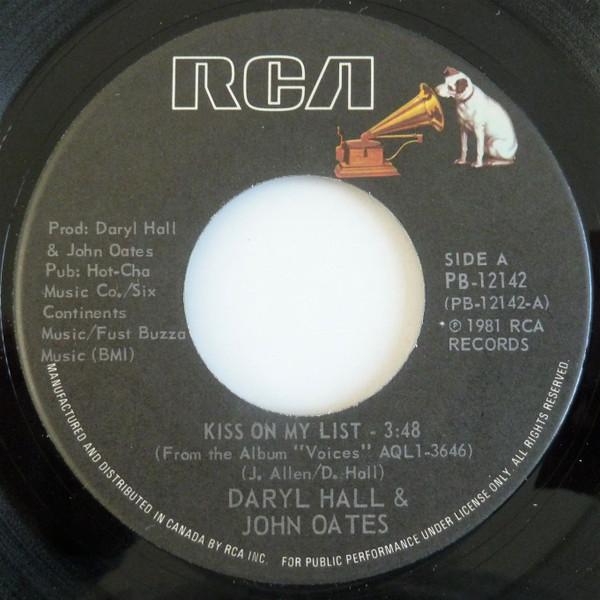 RCA
Prod: Daryl Hall
& John Oates
Pub: Hot-Cha
Music Co./Six
Continents
Music/Fust Buzza
Music (BMI)
SIDE A
PB-12142
(PB-12142-A)
℗ 1981 RCA
RECORDS
KISS ON MY LIST - 3:48
(From the Album "Voices" AQL1-3646)
(J. Allen/D. Hall)
DARYL HALL &
JOHN OATES
MANUFACTURED AND DISTRIBUTED IN CANADA BY RCA INC. FOR PUBLIC PERFORMANCE UNDER LICENSE ONLY. ALL RIGHTS RESERVED.